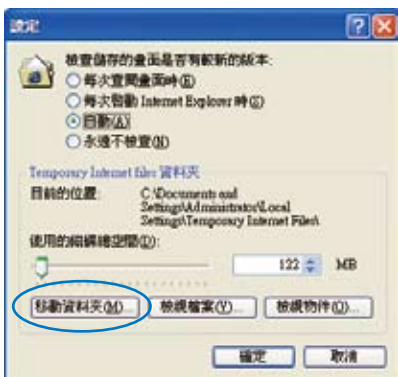 設定
檢查儲存的畫面是否有較新的版本:
每次查閱畫面時(E)
每次啟動 Internet Explorer 時(S)
自動(A)
永遠不檢查(N)
Temporary Internet files 資料夾
目前的位置:
C:\Documents and
Settings\Administrator\Local
Settings\Temporary Internet Files\
使用的磁碟總空間(D):
122 MB
移動資料夾(M)...
檢視檔案(V)...
檢視物件(O)...
確定
取消